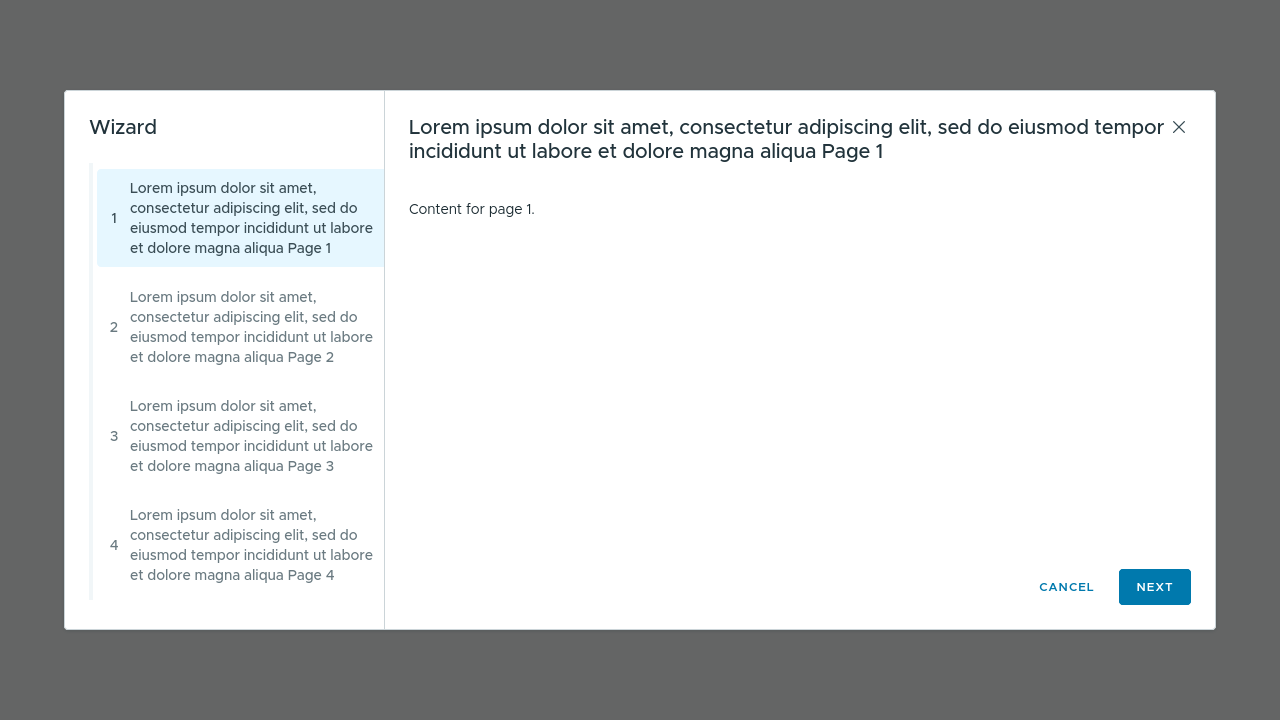 Wizard
1
Lorem ipsum dolor sit amet,
consectetur adipiscing elit, sed do
eiusmod tempor incididunt ut labore
et dolore magna aliqua Page 1
2
Lorem ipsum dolor sit amet,
consectetur adipiscing elit, sed do
eiusmod tempor incididunt ut labore
et dolore magna aliqua Page 2
3
Lorem ipsum dolor sit amet,
consectetur adipiscing elit, sed do
eiusmod tempor incididunt ut labore
et dolore magna aliqua Page 3
4
Lorem ipsum dolor sit amet,
consectetur adipiscing elit, sed do
eiusmod tempor incididunt ut labore
et dolore magna aliqua Page 4
Lorem ipsum dolor sit amet, consectetur adipiscing elit, sed do eiusmod tempor
incididunt ut labore et dolore magna aliqua Page 1
Content for page 1.
CANCEL
NEXT